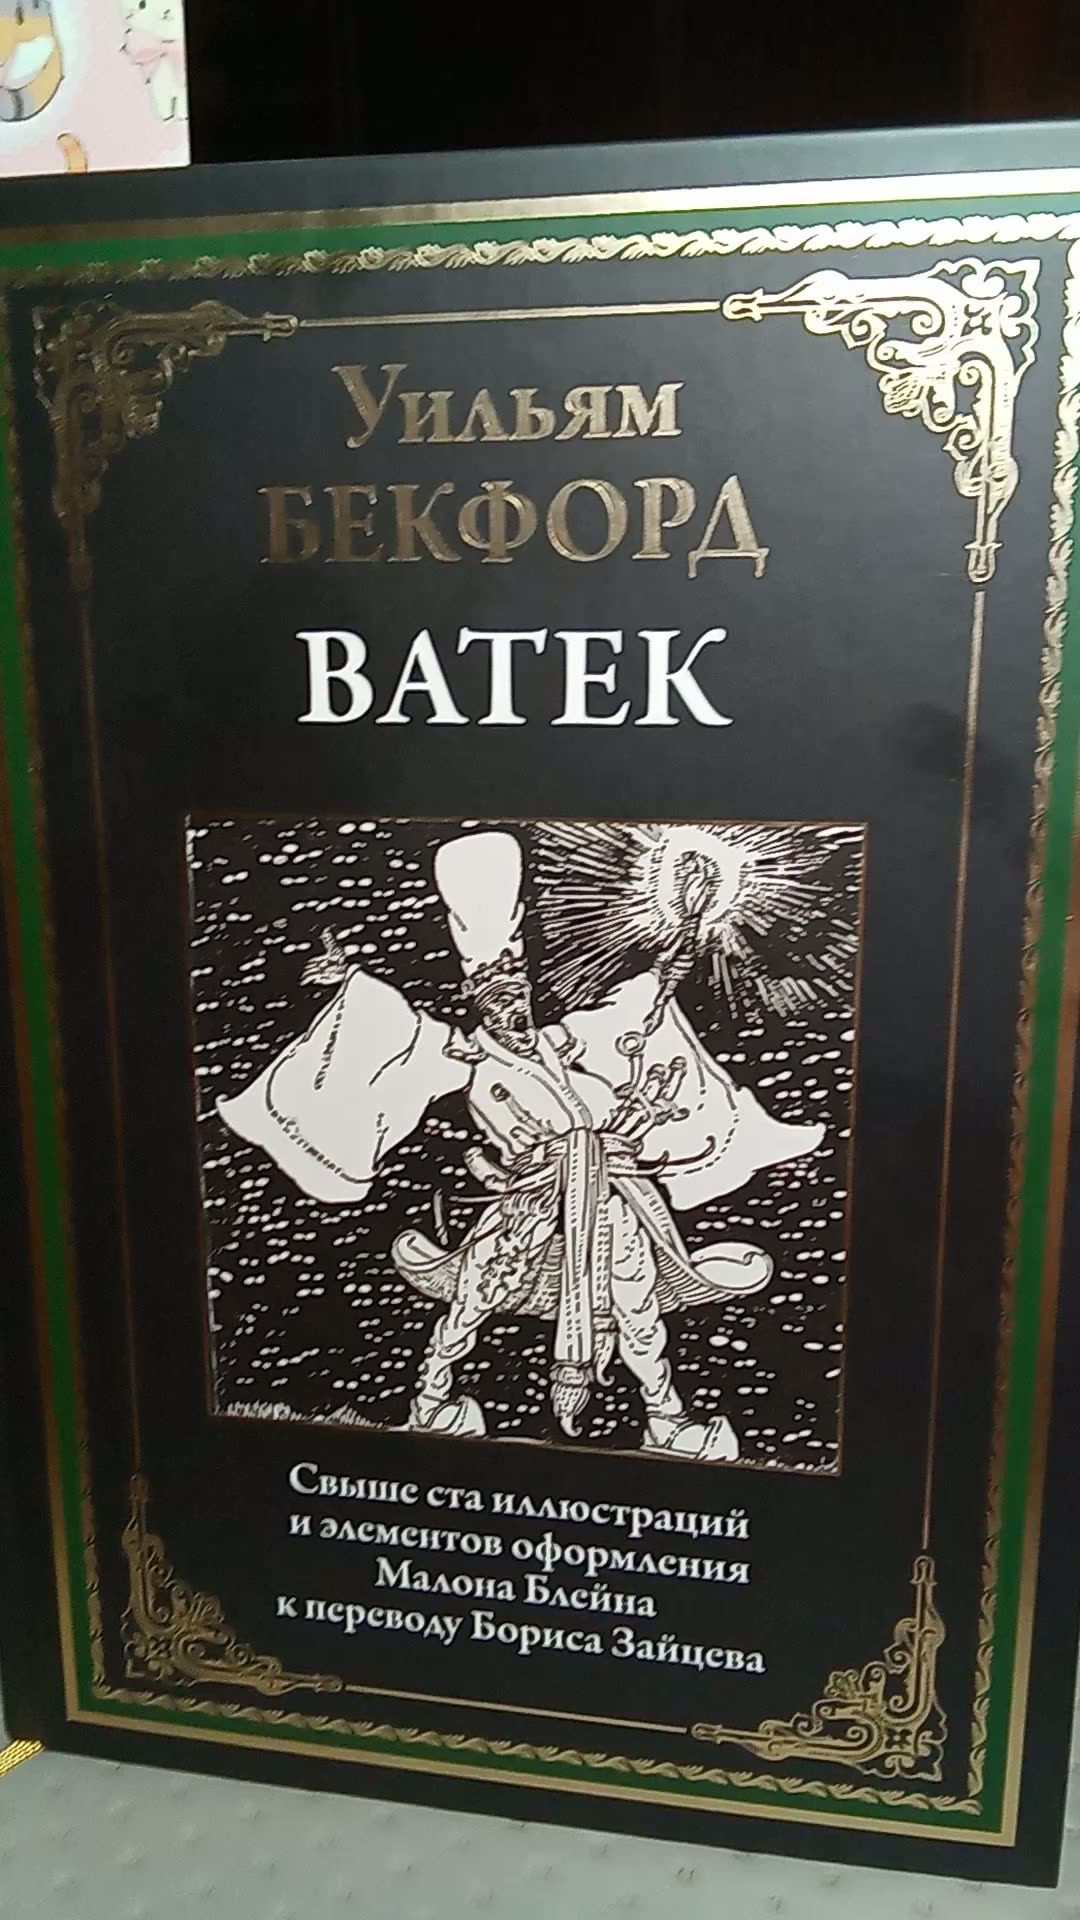 Уильям
БЕКФОРД
ВАТЕК
Свыше ста иллюстраций
и элементов оформления
Малона Блейна
к переводу Бориса Зайцева